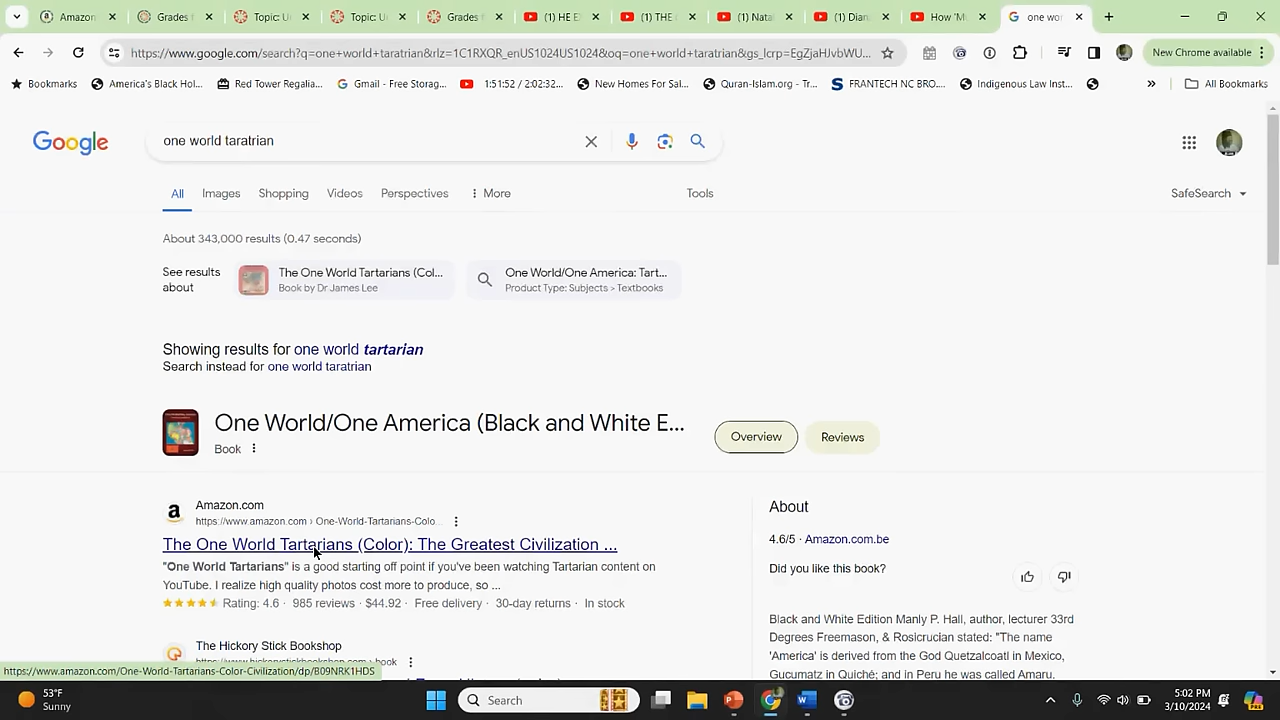 Amazon
Grades f
Topic: U
Topic: U
Grades f
(1) HE E
(1) THE
(1) Nata
(1) Dian
How 'M
one wo
https://www.google.com/search?q=one+world+taratrian&rlz=1C1RXQR_enUS1024US1024&oq=one+world+taratrian&gs_lcrp=EgZjaHJvbWU...
New Chrome available
Bookmarks
America's Black Hol...
Red Tower Regalia...
Gmail - Free Storag...
1:51:52 / 2:02:32...
New Homes For Sal...
Quran-Islam.org - Tr...
FRANTECH NC BRO...
Indigenous Law Inst...
»
All Bookmarks
Google
one world taratrian
All
Images
Shopping
Videos
Perspectives
More
Tools
SafeSearch
About 343,000 results (0.47 seconds)
See results about
The One World Tartarians (Col...
Book by Dr James Lee
One World/One America: Tart...
Product Type: Subjects > Textbooks
Showing results for one world tartarian
Search instead for one world taratrian
One World/One America (Black and White E...
Book
Overview
Reviews
Amazon.com
https://www.amazon.com › One-World-Tartarians-Colo...
The One World Tartarians (Color): The Greatest Civilization ...
"One World Tartarians" is a good starting off point if you've been watching Tartarian content on
YouTube. I realize high quality photos cost more to produce, so ...
Rating: 4.6 · 985 reviews · $44.92 · Free delivery · 30-day returns · In stock
The Hickory Stick Bookshop
About
4.6/5 · Amazon.com.be
Did you like this book?
Black and White Edition Manly P. Hall, author, lecturer 33rd
Degrees Freemason, & Rosicrucian stated: "The name
'America' is derived from the God Quetzalcoatl in Mexico,
Gucumatz in Quiché; and in Peru he was called Amaru.
https://www.amazon.com/One-World-Tartarians-Color-Civilization/dp/B09NRK1HDS
53°F
Sunny
Search
5:02 PM
3/10/2024